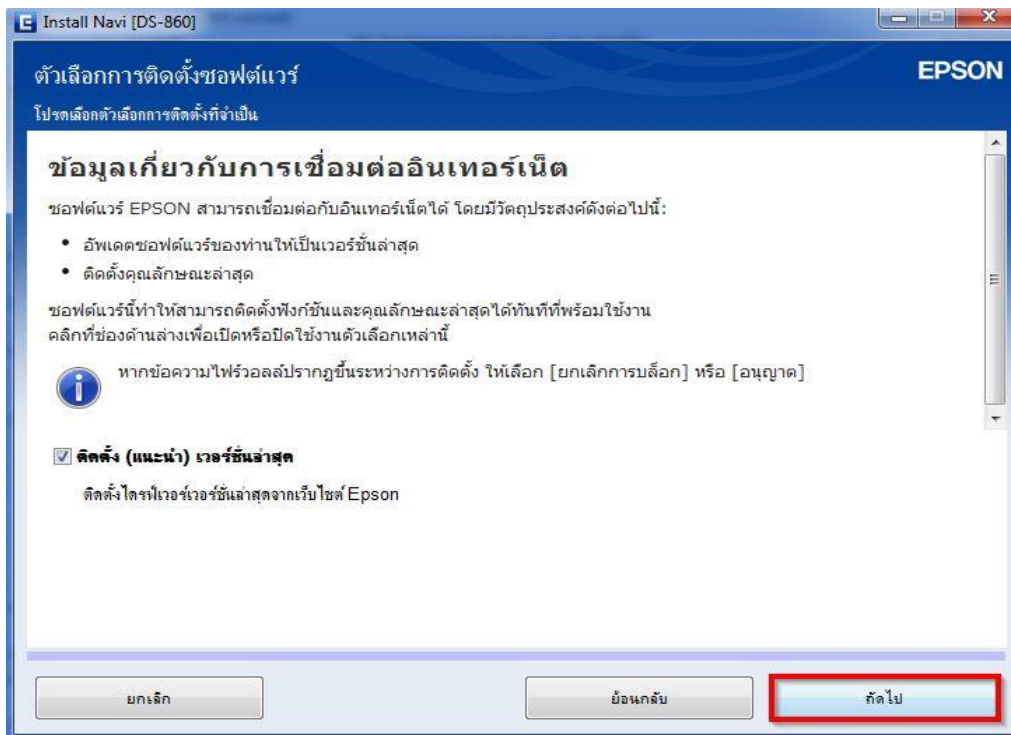 Install Navi [DS-860]
ตัวเลือกการติดตั้งซอฟต์แวร์
EPSON
โปรดเลือกตัวเลือกการติดตั้งที่จำเป็น
ข้อมูลเกี่ยวกับการเชื่อมต่ออินเทอร์เน็ต
ซอฟต์แวร์ EPSON สามารถเชื่อมต่อกับอินเทอร์เน็ตได้ โดยมีวัตถุประสงค์ดังต่อไปนี้:
• อัพเดตซอฟต์แวร์ของท่านให้เป็นเวอร์ชั่นล่าสุด
• ติดตั้งคุณลักษณะล่าสุด
ซอฟต์แวร์นี้ทำให้สามารถติดตั้งฟังก์ชันและคุณลักษณะล่าสุดได้ทันทีที่พร้อมใช้งาน
คลิกที่ช่องด้านล่างเพื่อเปิดหรือปิดใช้งานตัวเลือกเหล่านี้
หากข้อความไฟร์วอลล์ปรากฏขึ้นระหว่างการติดตั้ง ให้เลือก [ยกเลิกการบล็อก] หรือ [อนุญาต]
ติดตั้ง (แนะนำ) เวอร์ชั่นล่าสุด
ติดตั้งไดรฟ์เวอร์เวอร์ชั่นล่าสุดจากเว็บไซต์ Epson
ยกเลิก
ย้อนกลับ
ถัดไป